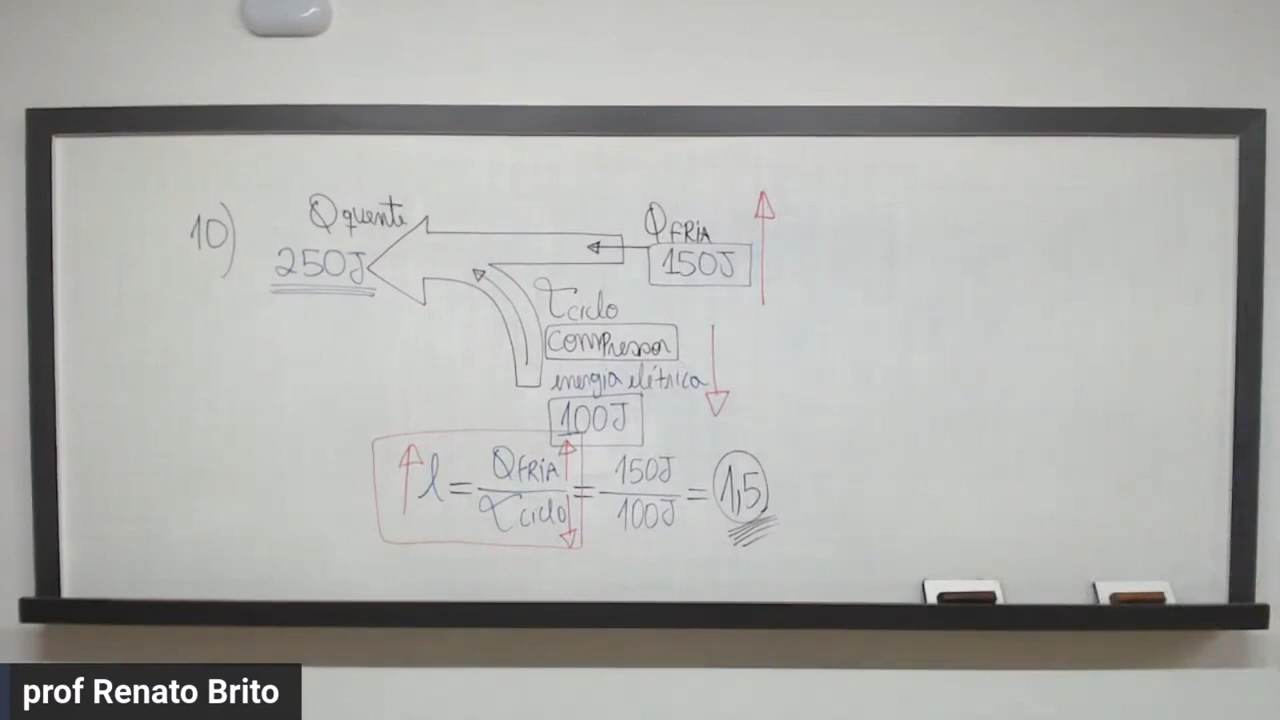 10)
Qquente
250J
QFRIA
150J
τciclo
compressor
energia elétrica
100J
l = QFRIA / τciclo = 150J / 100J = 1,5
prof Renato Brito